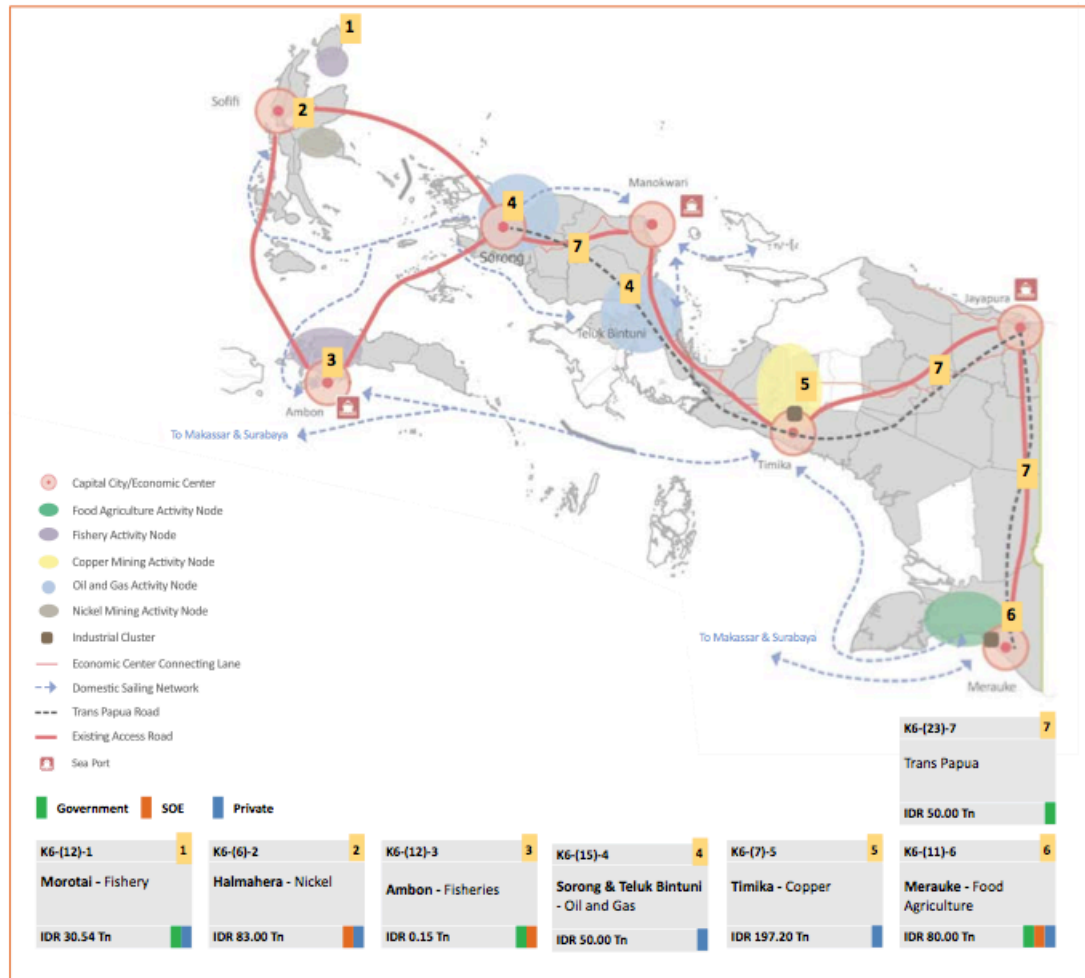 1
Sofifi
2
Manokwari
4
Sorong
7
4
Teluk Bintuni
Jayapura
3
5
7
Ambon
To Makassar & Surabaya
Timika
7
Capital City/Economic Center
Food Agriculture Activity Node
Fishery Activity Node
Copper Mining Activity Node
Oil and Gas Activity Node
Nickel Mining Activity Node
Industrial Cluster
Economic Center Connecting Lane
Domestic Sailing Network
Trans Papua Road
Existing Access Road
Sea Port
6
To Makassar & Surabaya
Merauke
K6-(23)-7 7
Trans Papua
IDR 50.00 Tn
Government SOE Private
K6-(12)-1 1
Morotai - Fishery
IDR 30.54 Tn
K6-(6)-2 2
Halmahera - Nickel
IDR 83.00 Tn
K6-(12)-3 3
Ambon - Fisheries
IDR 0.15 Tn
K6-(15)-4 4
Sorong & Teluk Bintuni
- Oil and Gas
IDR 50.00 Tn
K6-(7)-5 5
Timika - Copper
IDR 197.20 Tn
K6-(11)-6 6
Merauke - Food
Agriculture
IDR 80.00 Tn